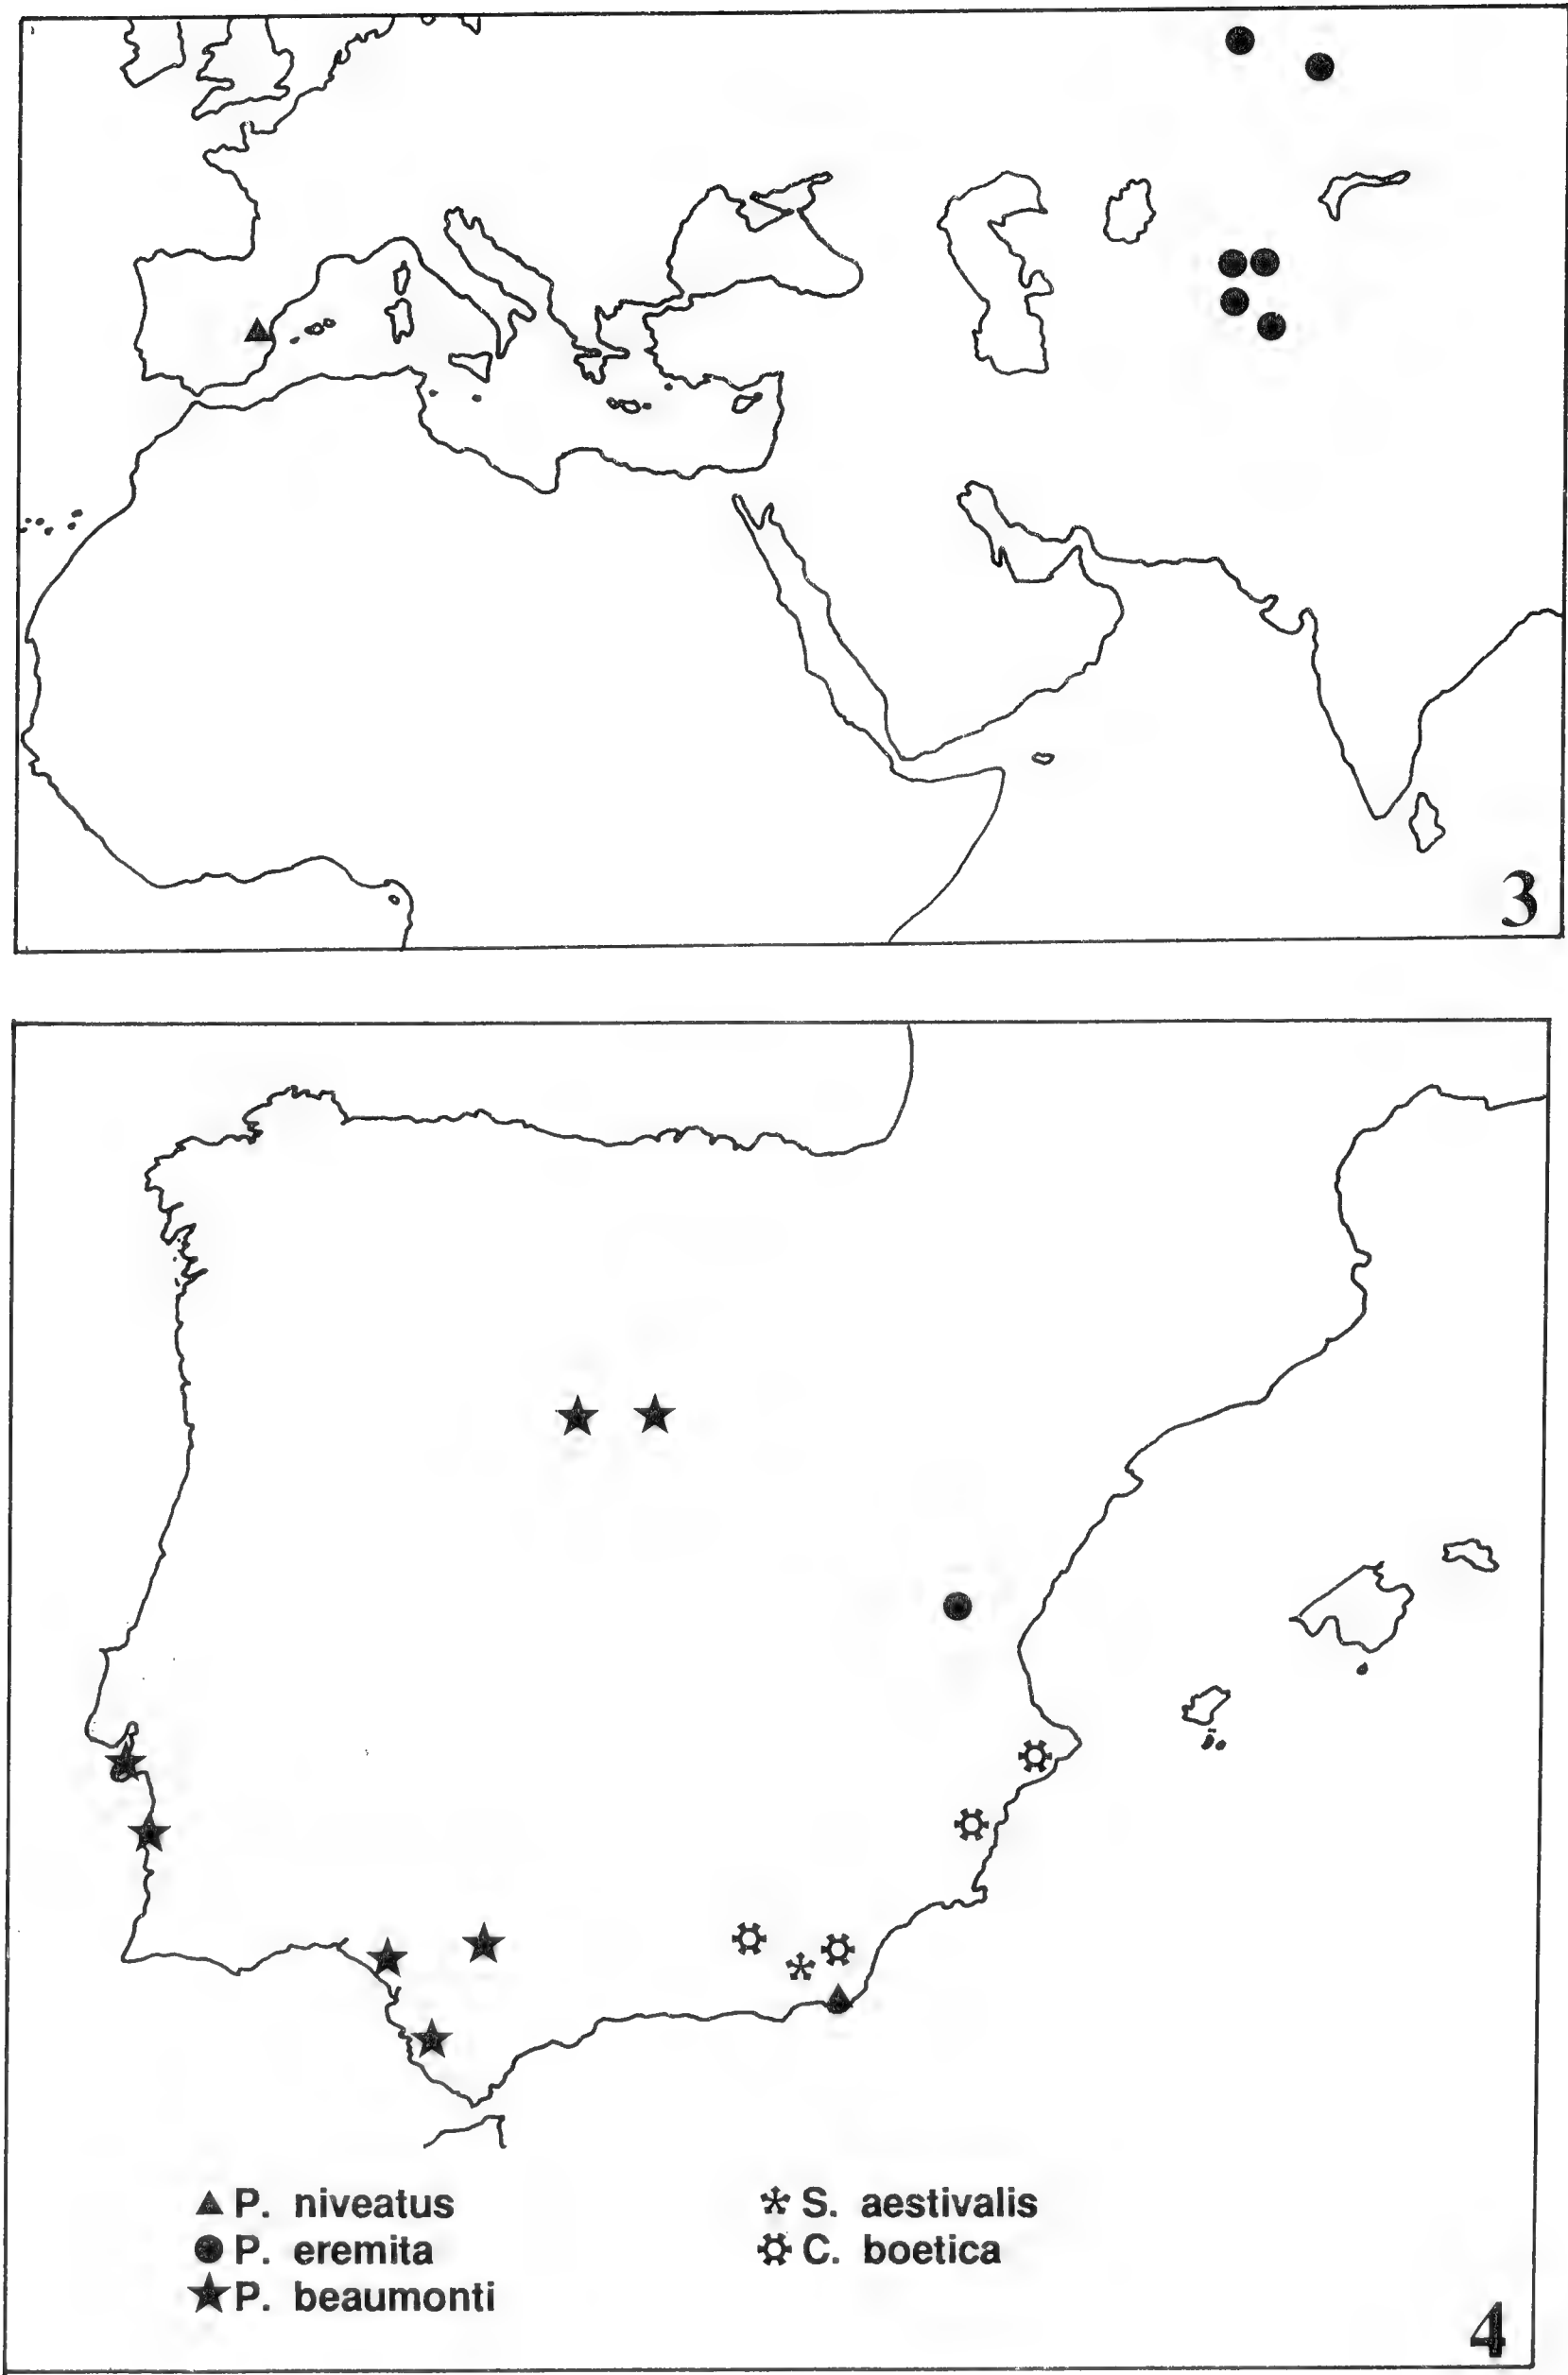 3
P. niveatus
P. eremita
P. beaumonti
S. aestivalis
C. boetica
4